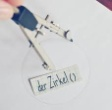 der Zirkel ()